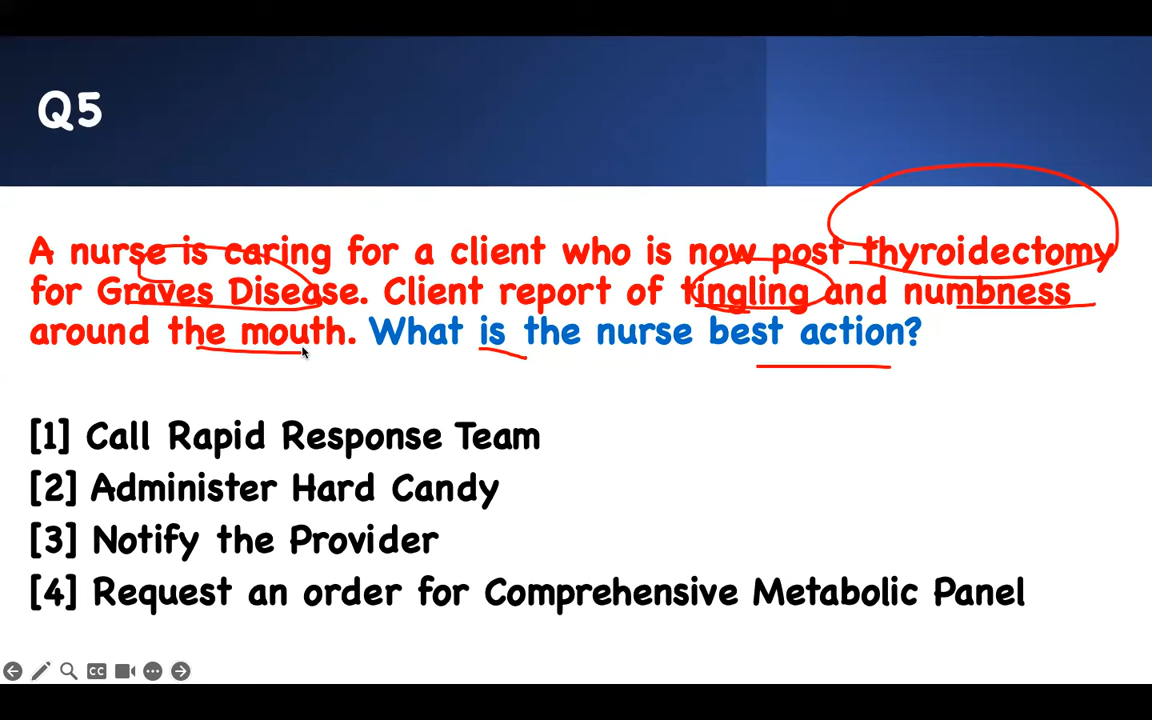 Q5
A nurse is caring for a client who is now post thyroidectomy
for Graves Disease. Client report of tingling and numbness
around the mouth. What is the nurse best action?
[1] Call Rapid Response Team
[2] Administer Hard Candy
[3] Notify the Provider
[4] Request an order for Comprehensive Metabolic Panel
CC